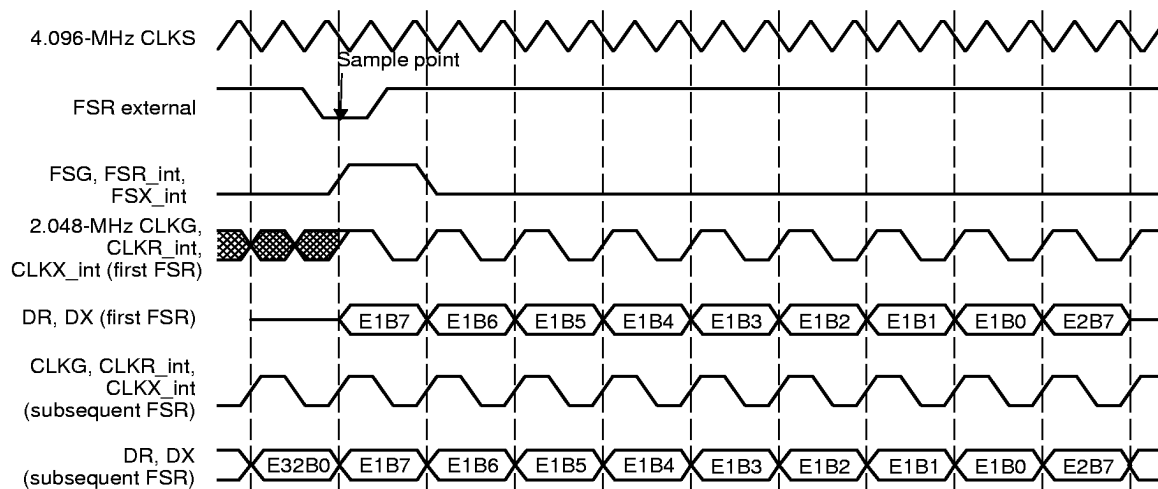 4.096-MHz CLKS
Sample point
FSR external
FSG, FSR_int,
FSX_int
2.048-MHz CLKG,
CLKR_int,
CLKX_int (first FSR)
DR, DX (first FSR)
E1B7 E1B6 E1B5 E1B4 E1B3 E1B2 E1B1 E1B0 E2B7
CLKG, CLKR_int,
CLKX_int
(subsequent FSR)
DR, DX
(subsequent FSR)
E32B0 E1B7 E1B6 E1B5 E1B4 E1B3 E1B2 E1B1 E1B0 E2B7